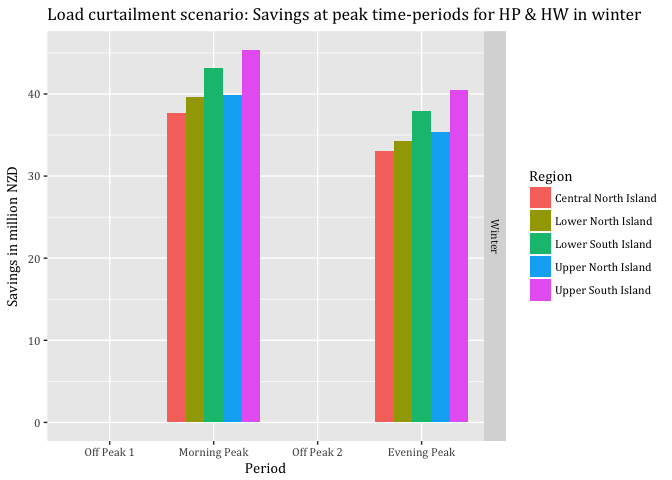 Load curtailment scenario: Savings at peak time-periods for HP & HW in winter
Savings in million NZD
40
30
20
10
0
Off Peak 1
Morning Peak
Off Peak 2
Evening Peak
Period
Winter
Region
Central North Island
Lower North Island
Lower South Island
Upper North Island
Upper South Island